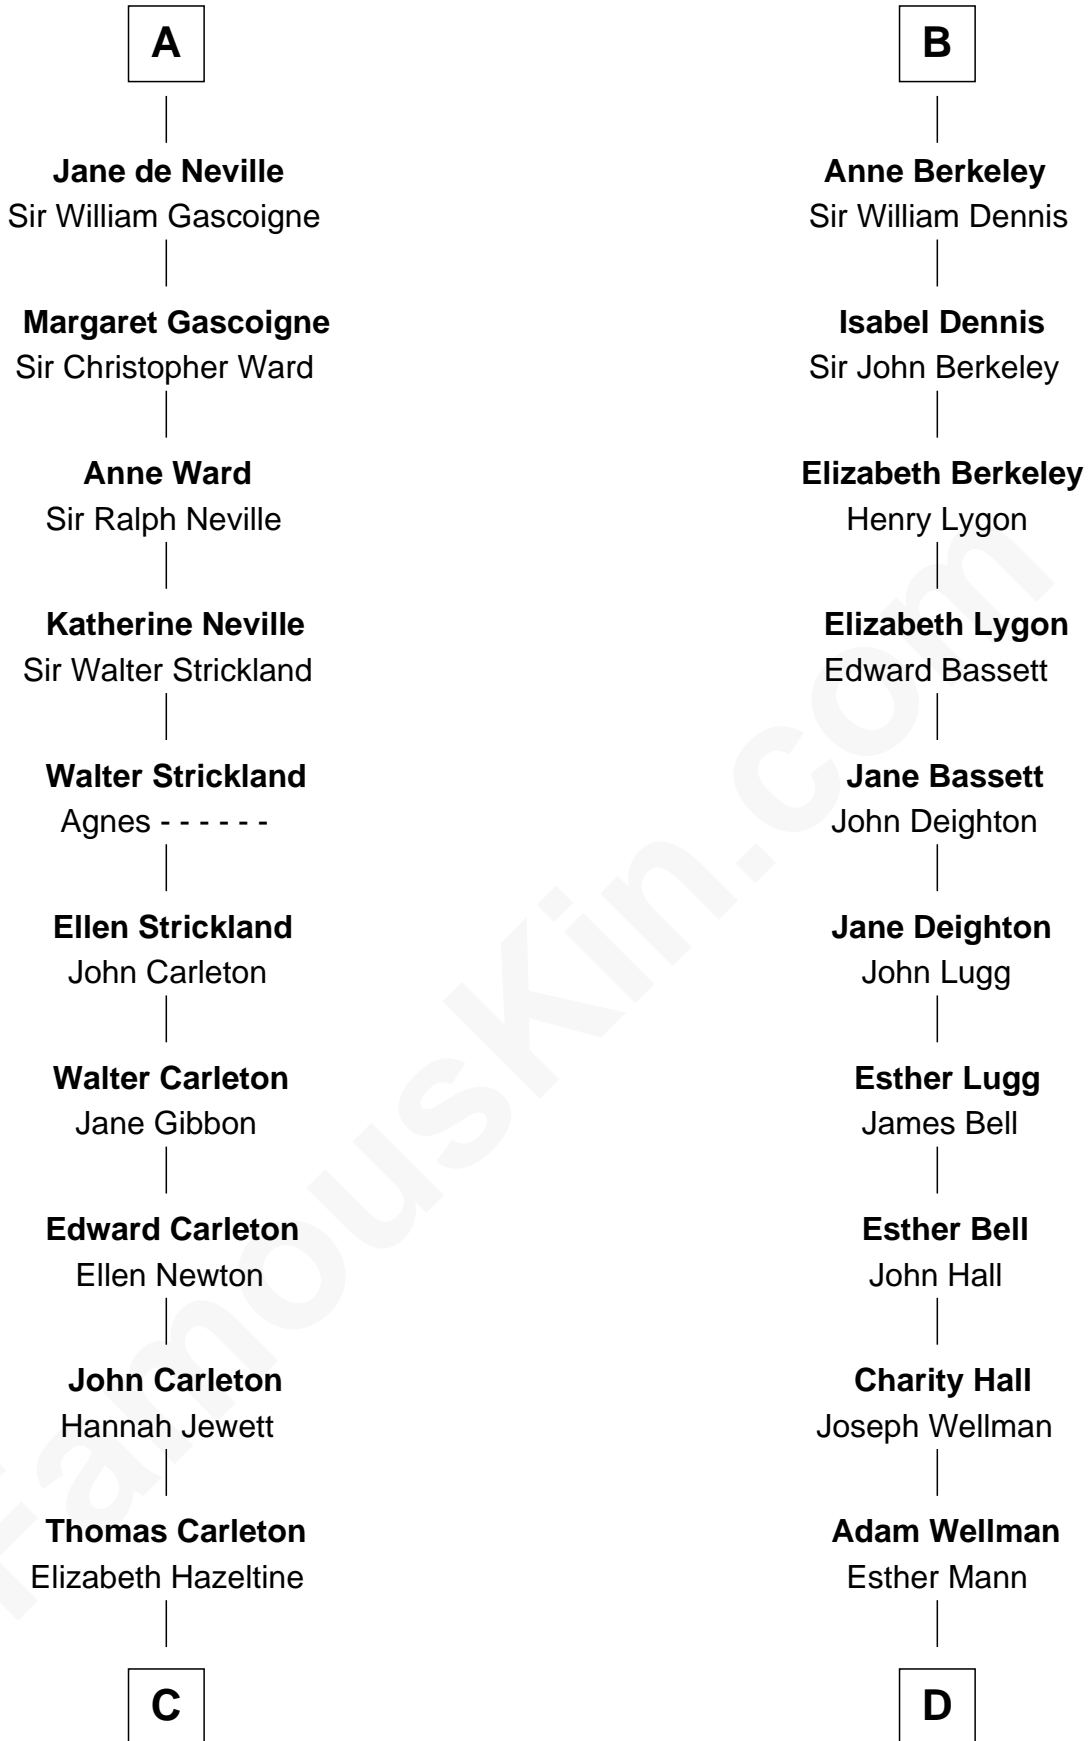 A
Jane de Neville
Sir William Gascoigne
Margaret Gascoigne
Sir Christopher Ward
Anne Ward
Sir Ralph Neville
Katherine Neville
Sir Walter Strickland
Walter Strickland
Agnes - - - - - -
Ellen Strickland
John Carleton
Walter Carleton
Jane Gibbon
Edward Carleton
Ellen Newton
John Carleton
Hannah Jewett
Thomas Carleton
Elizabeth Hazeltine
C
B
Anne Berkeley
Sir William Dennis
Isabel Dennis
Sir John Berkeley
Elizabeth Berkeley
Henry Lygon
Elizabeth Lygon
Edward Bassett
Jane Bassett
John Deighton
Jane Deighton
John Lugg
Esther Lugg
James Bell
Esther Bell
John Hall
Charity Hall
Joseph Wellman
Adam Wellman
Esther Mann
D
FamousKin.com